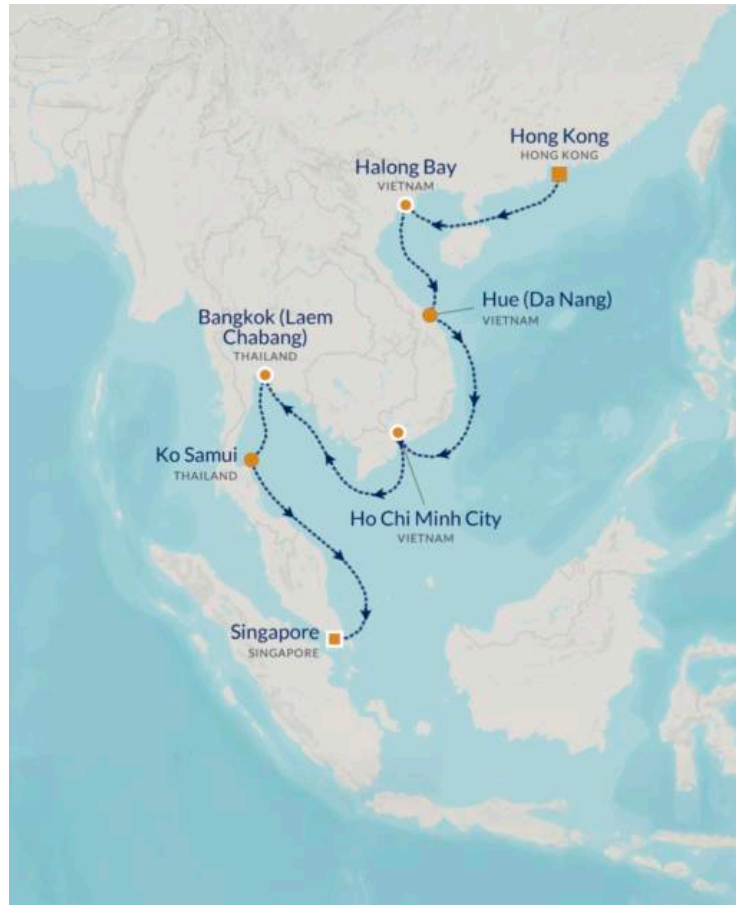 Hong Kong
HONG KONG
Halong Bay
VIETNAM
Hue (Da Nang)
VIETNAM
Bangkok (Laem
Chabang)
THAILAND
Ko Samui
THAILAND
Ho Chi Minh City
VIETNAM
Singapore
SINGAPORE